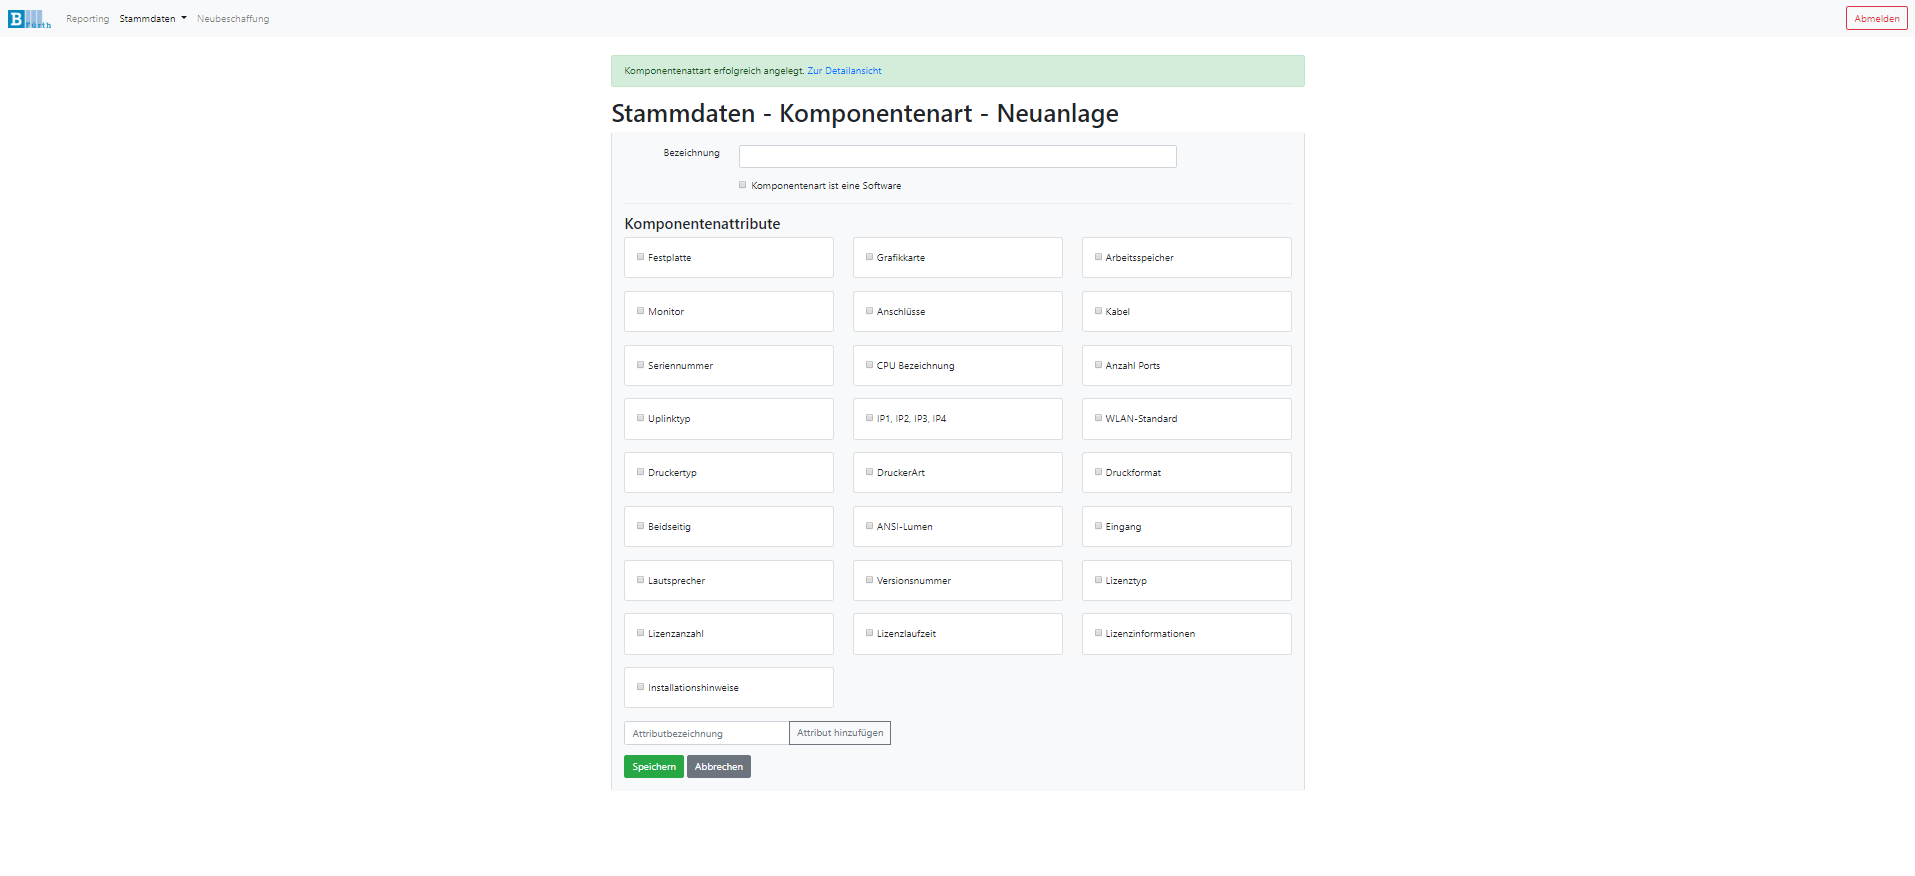 B Fürth Reporting Stammdaten Neubeschaffung Abmelden
Komponentenattart erfolgreich angelegt. Zur Detailansicht
Stammdaten - Komponentenart - Neuanlage
Bezeichnung
Komponentenart ist eine Software
Komponentenattribute
Festplatte Grafikkarte Arbeitsspeicher
Monitor Anschlüsse Kabel
Seriennummer CPU Bezeichnung Anzahl Ports
Uplinktyp IP1, IP2, IP3, IP4 WLAN-Standard
Druckertyp DruckerArt Druckformat
Beidseitig ANSI-Lumen Eingang
Lautsprecher Versionsnummer Lizenztyp
Lizenzanzahl Lizenzlaufzeit Lizenzinformationen
Installationshinweise
Attributbezeichnung Attribut hinzufügen
Speichern Abbrechen